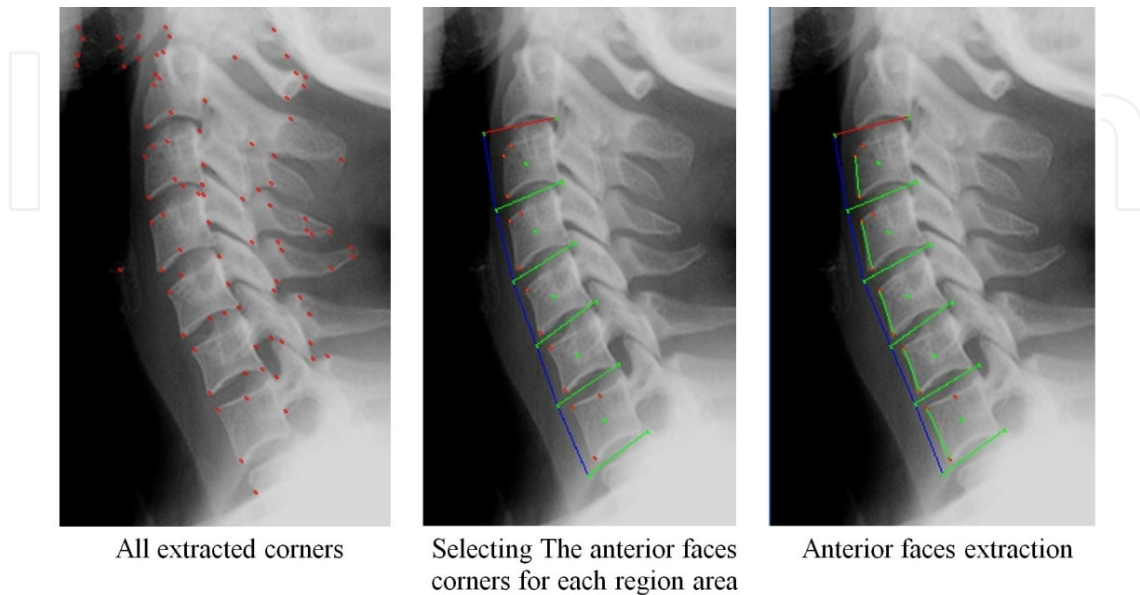 All extracted corners
Selecting The anterior faces
corners for each region area
Anterior faces extraction